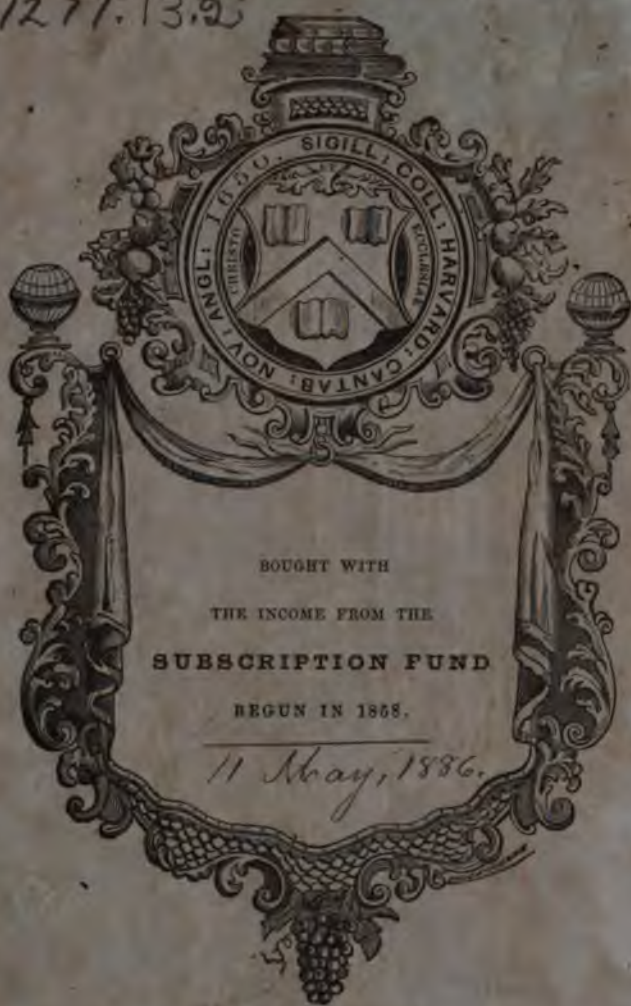 1277.13.2
SIGILL: COLL: HARVARD: CANTAB: NOV: ANGL: 1650.
CHRISTO
ECCLESIAE
BOUGHT WITH
THE INCOME FROM THE
SUBSCRIPTION FUND
BEGUN IN 1858.
11 May, 1886.